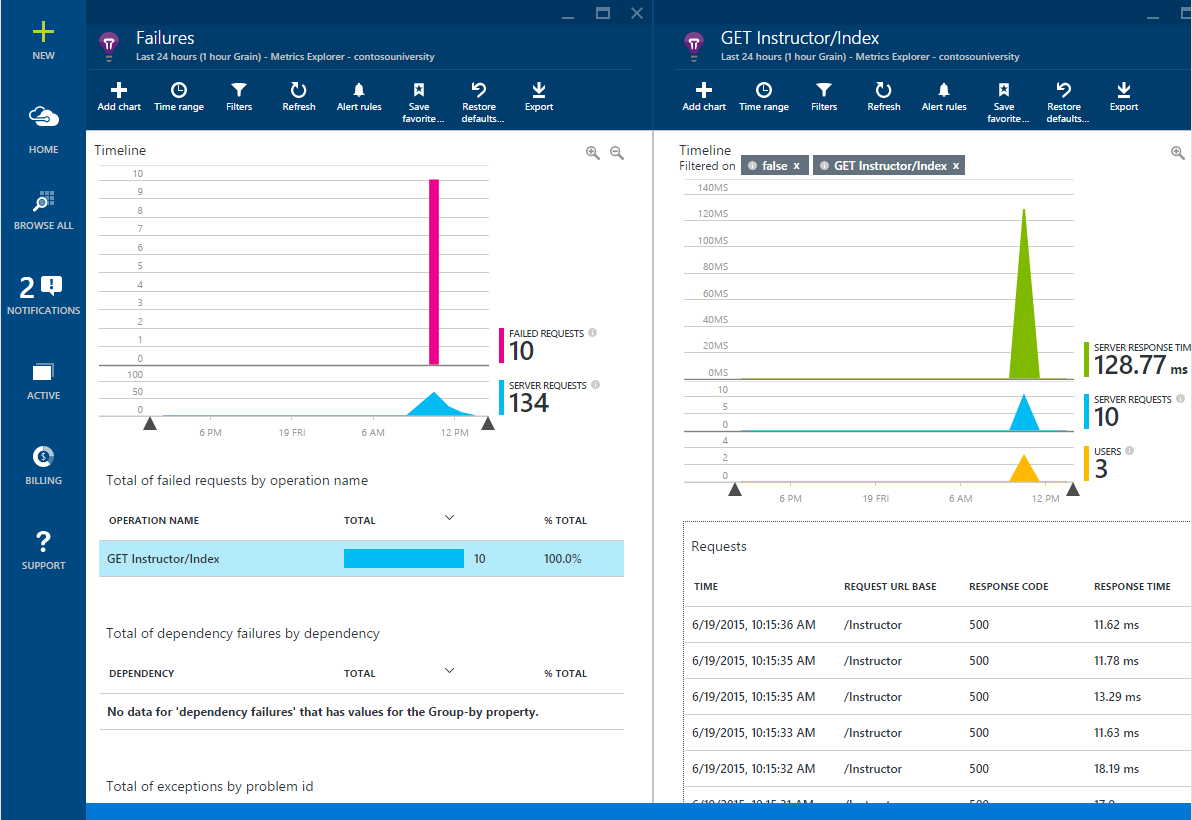 NEW
HOME
BROWSE ALL
2
NOTIFICATIONS
ACTIVE
BILLING
SUPPORT
Failures
Last 24 hours (1 hour Grain) - Metrics Explorer - contosouniversity
Add chart Time range Filters Refresh Alert rules Save favorite... Restore defaults... Export
Timeline
10
9
8
7
6
5
4
3
2
1
0
100
50
0
6 PM 19 FRI 6 AM 12 PM
FAILED REQUESTS
10
SERVER REQUESTS
134
Total of failed requests by operation name
OPERATION NAME TOTAL % TOTAL
GET Instructor/Index 10 100.0%
Total of dependency failures by dependency
DEPENDENCY TOTAL % TOTAL
No data for 'dependency failures' that has values for the Group-by property.
Total of exceptions by problem id
GET Instructor/Index
Last 24 hours (1 hour Grain) - Metrics Explorer - contosouniversity
Add chart Time range Filters Refresh Alert rules Save favorite... Restore defaults... Export
Timeline
Filtered on false x GET Instructor/Index x
140MS
120MS
100MS
80MS
60MS
40MS
20MS
0MS
10
5
0
4
2
0
6 PM 19 FRI 6 AM 12 PM
SERVER RESPONSE TIM
128.77 ms
SERVER REQUESTS
10
USERS
3
Requests
TIME REQUEST URL BASE RESPONSE CODE RESPONSE TIME
6/19/2015, 10:15:36 AM /Instructor 500 11.62 ms
6/19/2015, 10:15:35 AM /Instructor 500 11.78 ms
6/19/2015, 10:15:35 AM /Instructor 500 13.29 ms
6/19/2015, 10:15:33 AM /Instructor 500 11.63 ms
6/19/2015, 10:15:32 AM /Instructor 500 18.19 ms